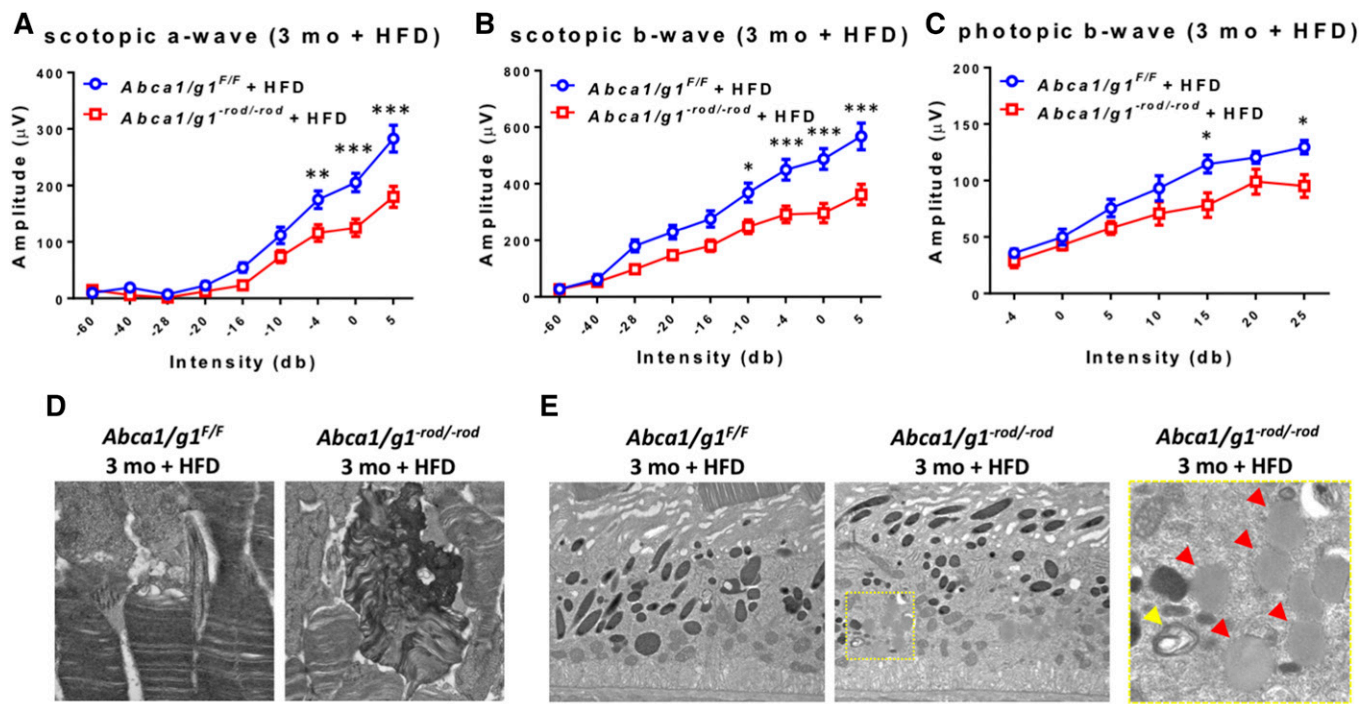 A scotopic a-wave (3 mo + HFD)
Amplitude (μV)
400
300
200
100
0
Abca1/g1F/F + HFD
Abca1/g1-rod/-rod + HFD
**
***
***
-60 -40 -28 -20 -16 -10 -4 0 5
Intensity (db)
B scotopic b-wave (3 mo + HFD)
Amplitude (μV)
800
600
400
200
0
Abca1/g1F/F + HFD
Abca1/g1-rod/-rod + HFD
*
***
***
***
-60 -40 -28 -20 -16 -10 -4 0 5
Intensity (db)
C photopic b-wave (3 mo + HFD)
Amplitude (μV)
200
150
100
50
0
Abca1/g1F/F + HFD
Abca1/g1-rod/-rod + HFD
*
*
-4 0 5 10 15 20 25
Intensity (db)
D
Abca1/g1F/F
3 mo + HFD
Abca1/g1-rod/-rod
3 mo + HFD
E
Abca1/g1F/F
3 mo + HFD
Abca1/g1-rod/-rod
3 mo + HFD
Abca1/g1-rod/-rod
3 mo + HFD